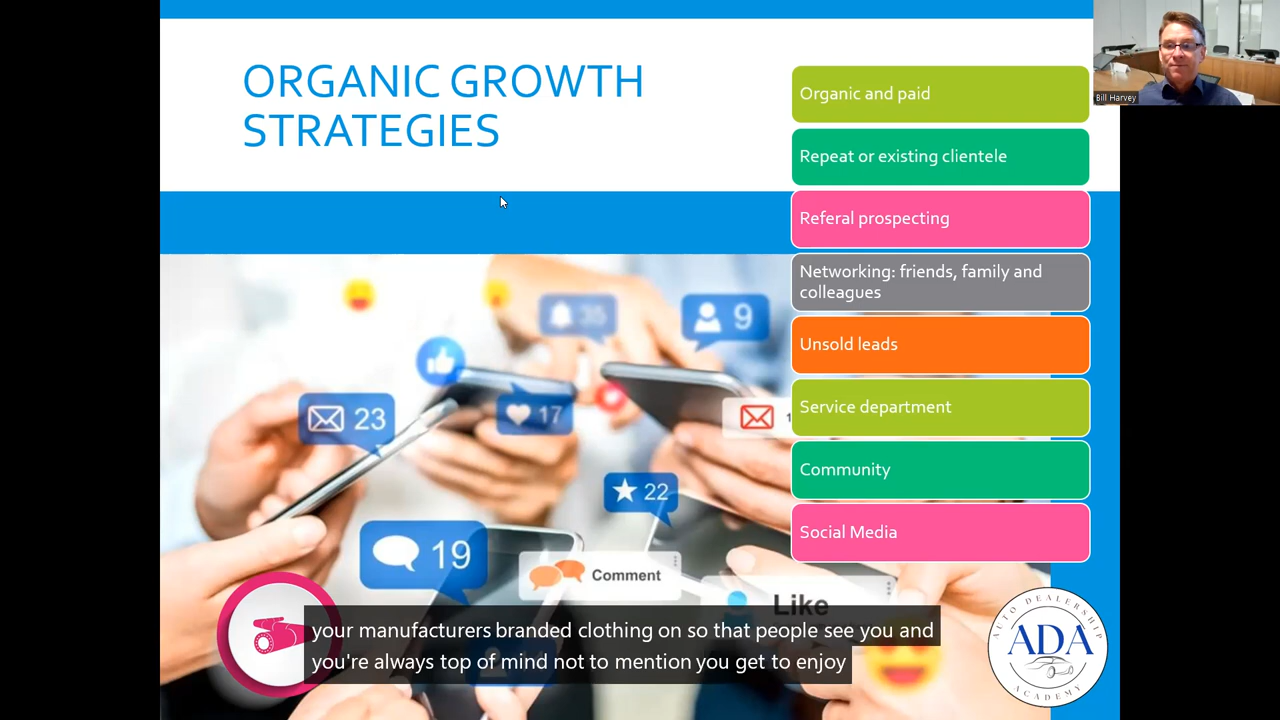 ORGANIC GROWTH
STRATEGIES
Organic and paid
Repeat or existing clientele
Referal prospecting
Networking: friends, family and
colleagues
Unsold leads
Service department
Community
Social Media
Bill Harvey
35
9
23
17
22
19
Comment
Like
your manufacturers branded clothing on so that people see you and
you're always top of mind not to mention you get to enjoy
AUTO DEALERSHIP
ADA
ACADEMY